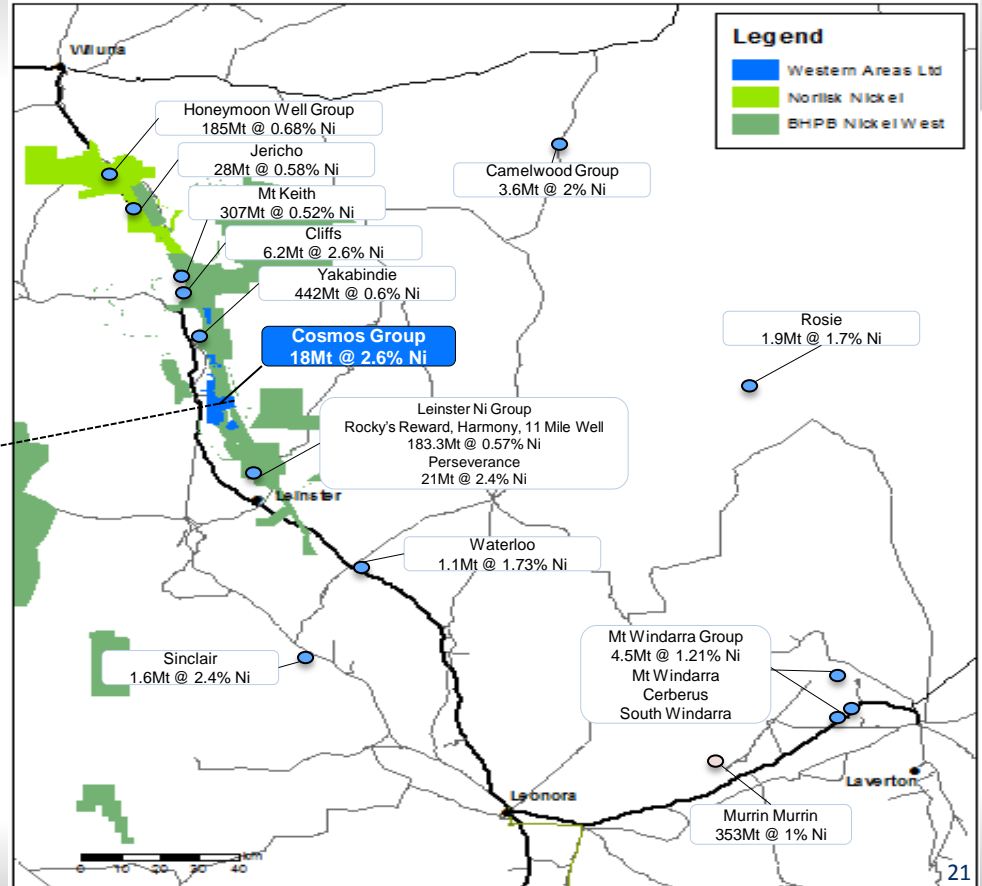 Legend
Western Areas Ltd
Norilsk Nickel
BHPB Nickel West
Wiluna
Honeymoon Well Group
185Mt @ 0.68% Ni
Jericho
28Mt @ 0.58% Ni
Camelwood Group
3.6Mt @ 2% Ni
Mt Keith
307Mt @ 0.52% Ni
Cliffs
6.2Mt @ 2.6% Ni
Yakabindie
442Mt @ 0.6% Ni
Rosie
1.9Mt @ 1.7% Ni
Cosmos Group
18Mt @ 2.6% Ni
Leinster Ni Group
Rocky's Reward, Harmony, 11 Mile Well
183.3Mt @ 0.57% Ni
Perseverance
21Mt @ 2.4% Ni
Leinster
Waterloo
1.1Mt @ 1.73% Ni
Sinclair
1.6Mt @ 2.4% Ni
Mt Windarra Group
4.5Mt @ 1.21% Ni
Mt Windarra
Cerberus
South Windarra
Laverton
Leonora
Murrin Murrin
353Mt @ 1% Ni
km
0 10 20 30 40
21